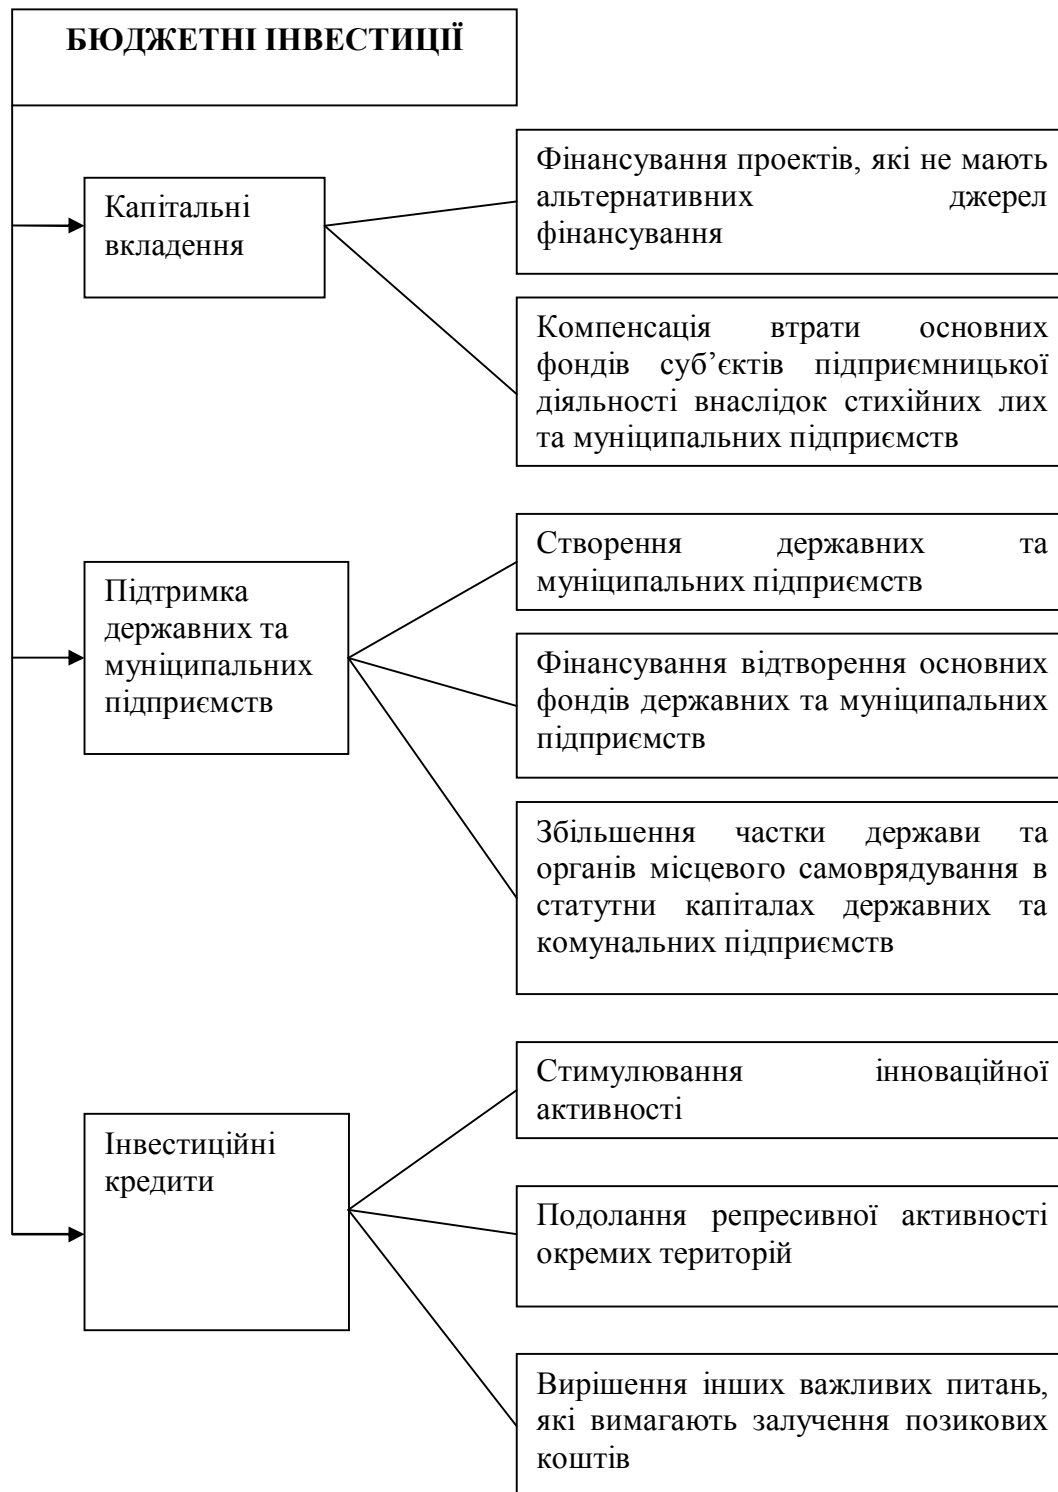 БЮДЖЕТНІ ІНВЕСТИЦІЇ
Капітальні
вкладення
Фінансування проектів, які не мають
альтернативних джерел
фінансування
Компенсація втрати основних
фондів суб’єктів підприємницької
діяльності внаслідок стихійних лих
та муніципальних підприємств
Підтримка
державних та
муніципальних
підприємств
Створення державних та
муніципальних підприємств
Фінансування відтворення основних
фондів державних та муніципальних
підприємств
Збільшення частки держави та
органів місцевого самоврядування в
статутни капіталах державних та
комунальних підприємств
Інвестиційні
кредити
Стимулювання інноваційної
активності
Подолання репресивної активності
окремих територій
Вирішення інших важливих питань,
які вимагають залучення позикових
коштів